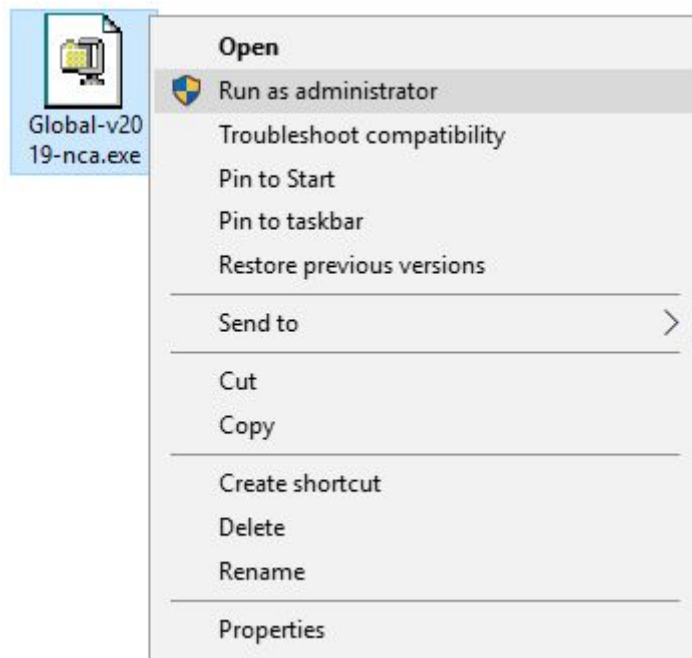 Global-v20
19-nca.exe
Open
Run as administrator
Troubleshoot compatibility
Pin to Start
Pin to taskbar
Restore previous versions
Send to
Cut
Copy
Create shortcut
Delete
Rename
Properties